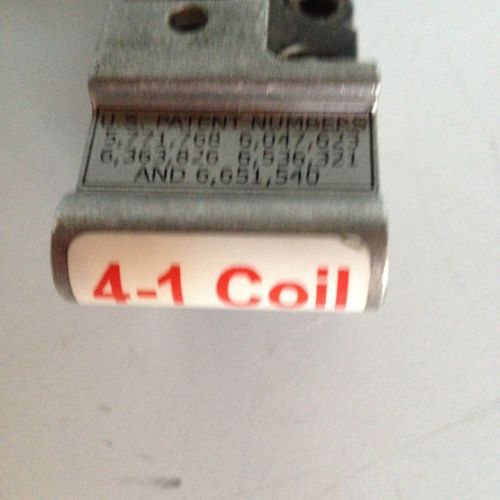 U.S. PATENT NUMBERS
5,771,768 6,047,623
6,363,826 6,536,321
AND 6,651,540
4-1 Coil